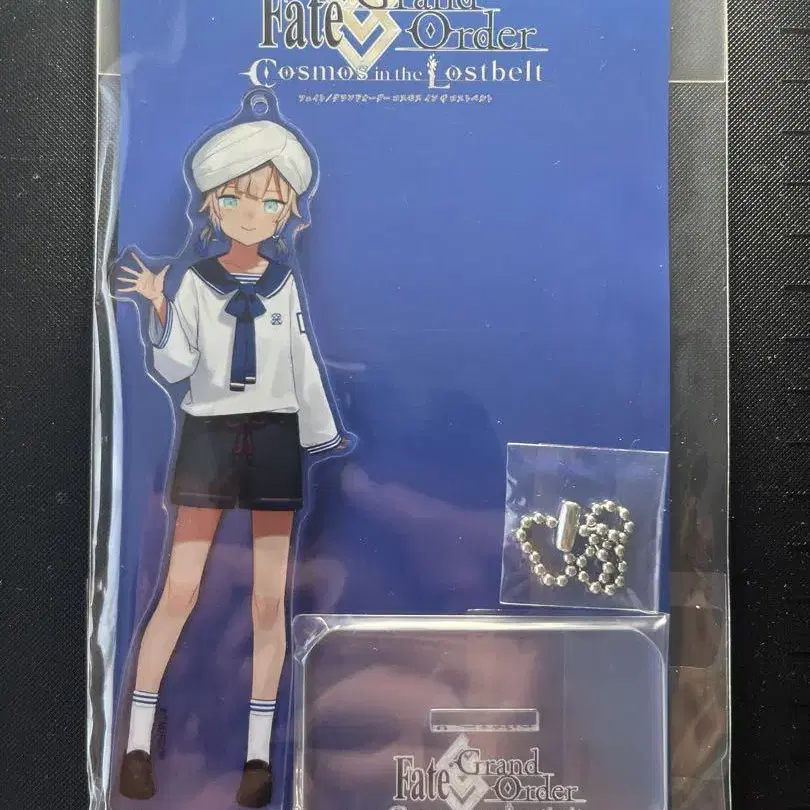 Fate Grand
Order
Cosmos in the Lostbelt
フェイト/グランドオーダー コスモス イン ザ ロストベルト
Fate Grand
Order